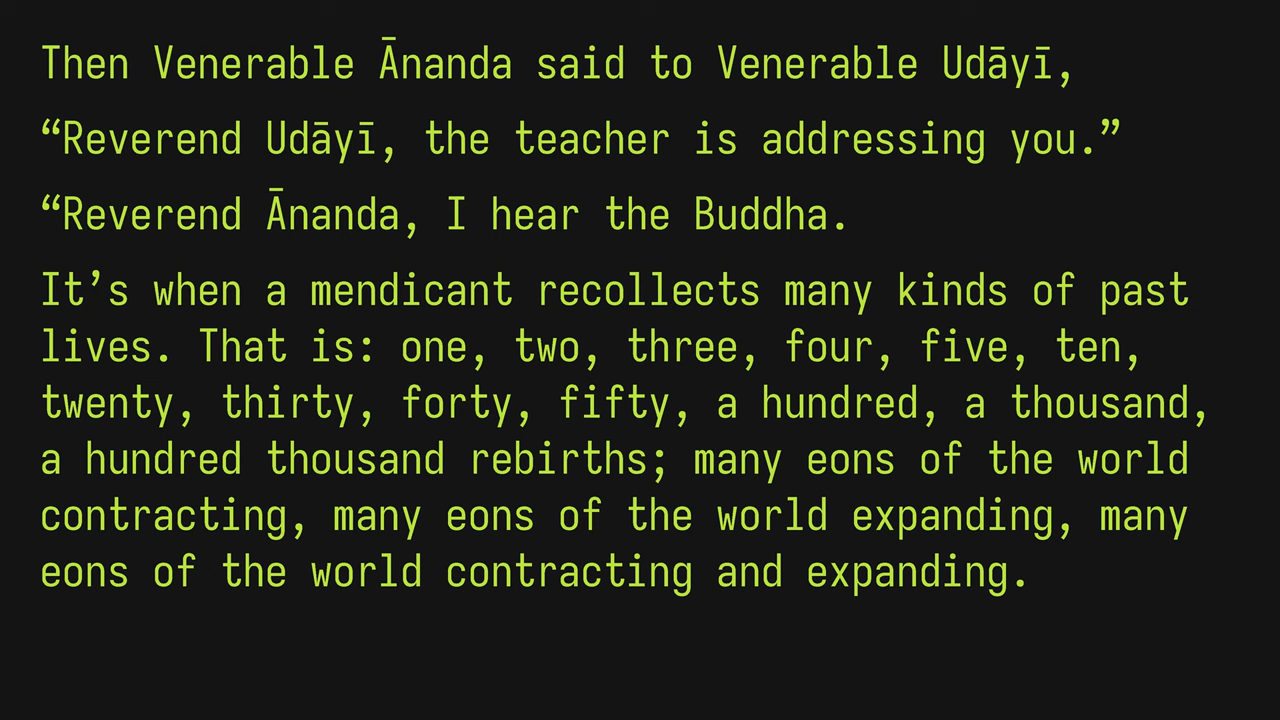 Then Venerable Ānanda said to Venerable Udāyī,
“Reverend Udāyī, the teacher is addressing you.”
“Reverend Ānanda, I hear the Buddha.
It’s when a mendicant recollects many kinds of past
lives. That is: one, two, three, four, five, ten,
twenty, thirty, forty, fifty, a hundred, a thousand,
a hundred thousand rebirths; many eons of the world
contracting, many eons of the world expanding, many
eons of the world contracting and expanding.